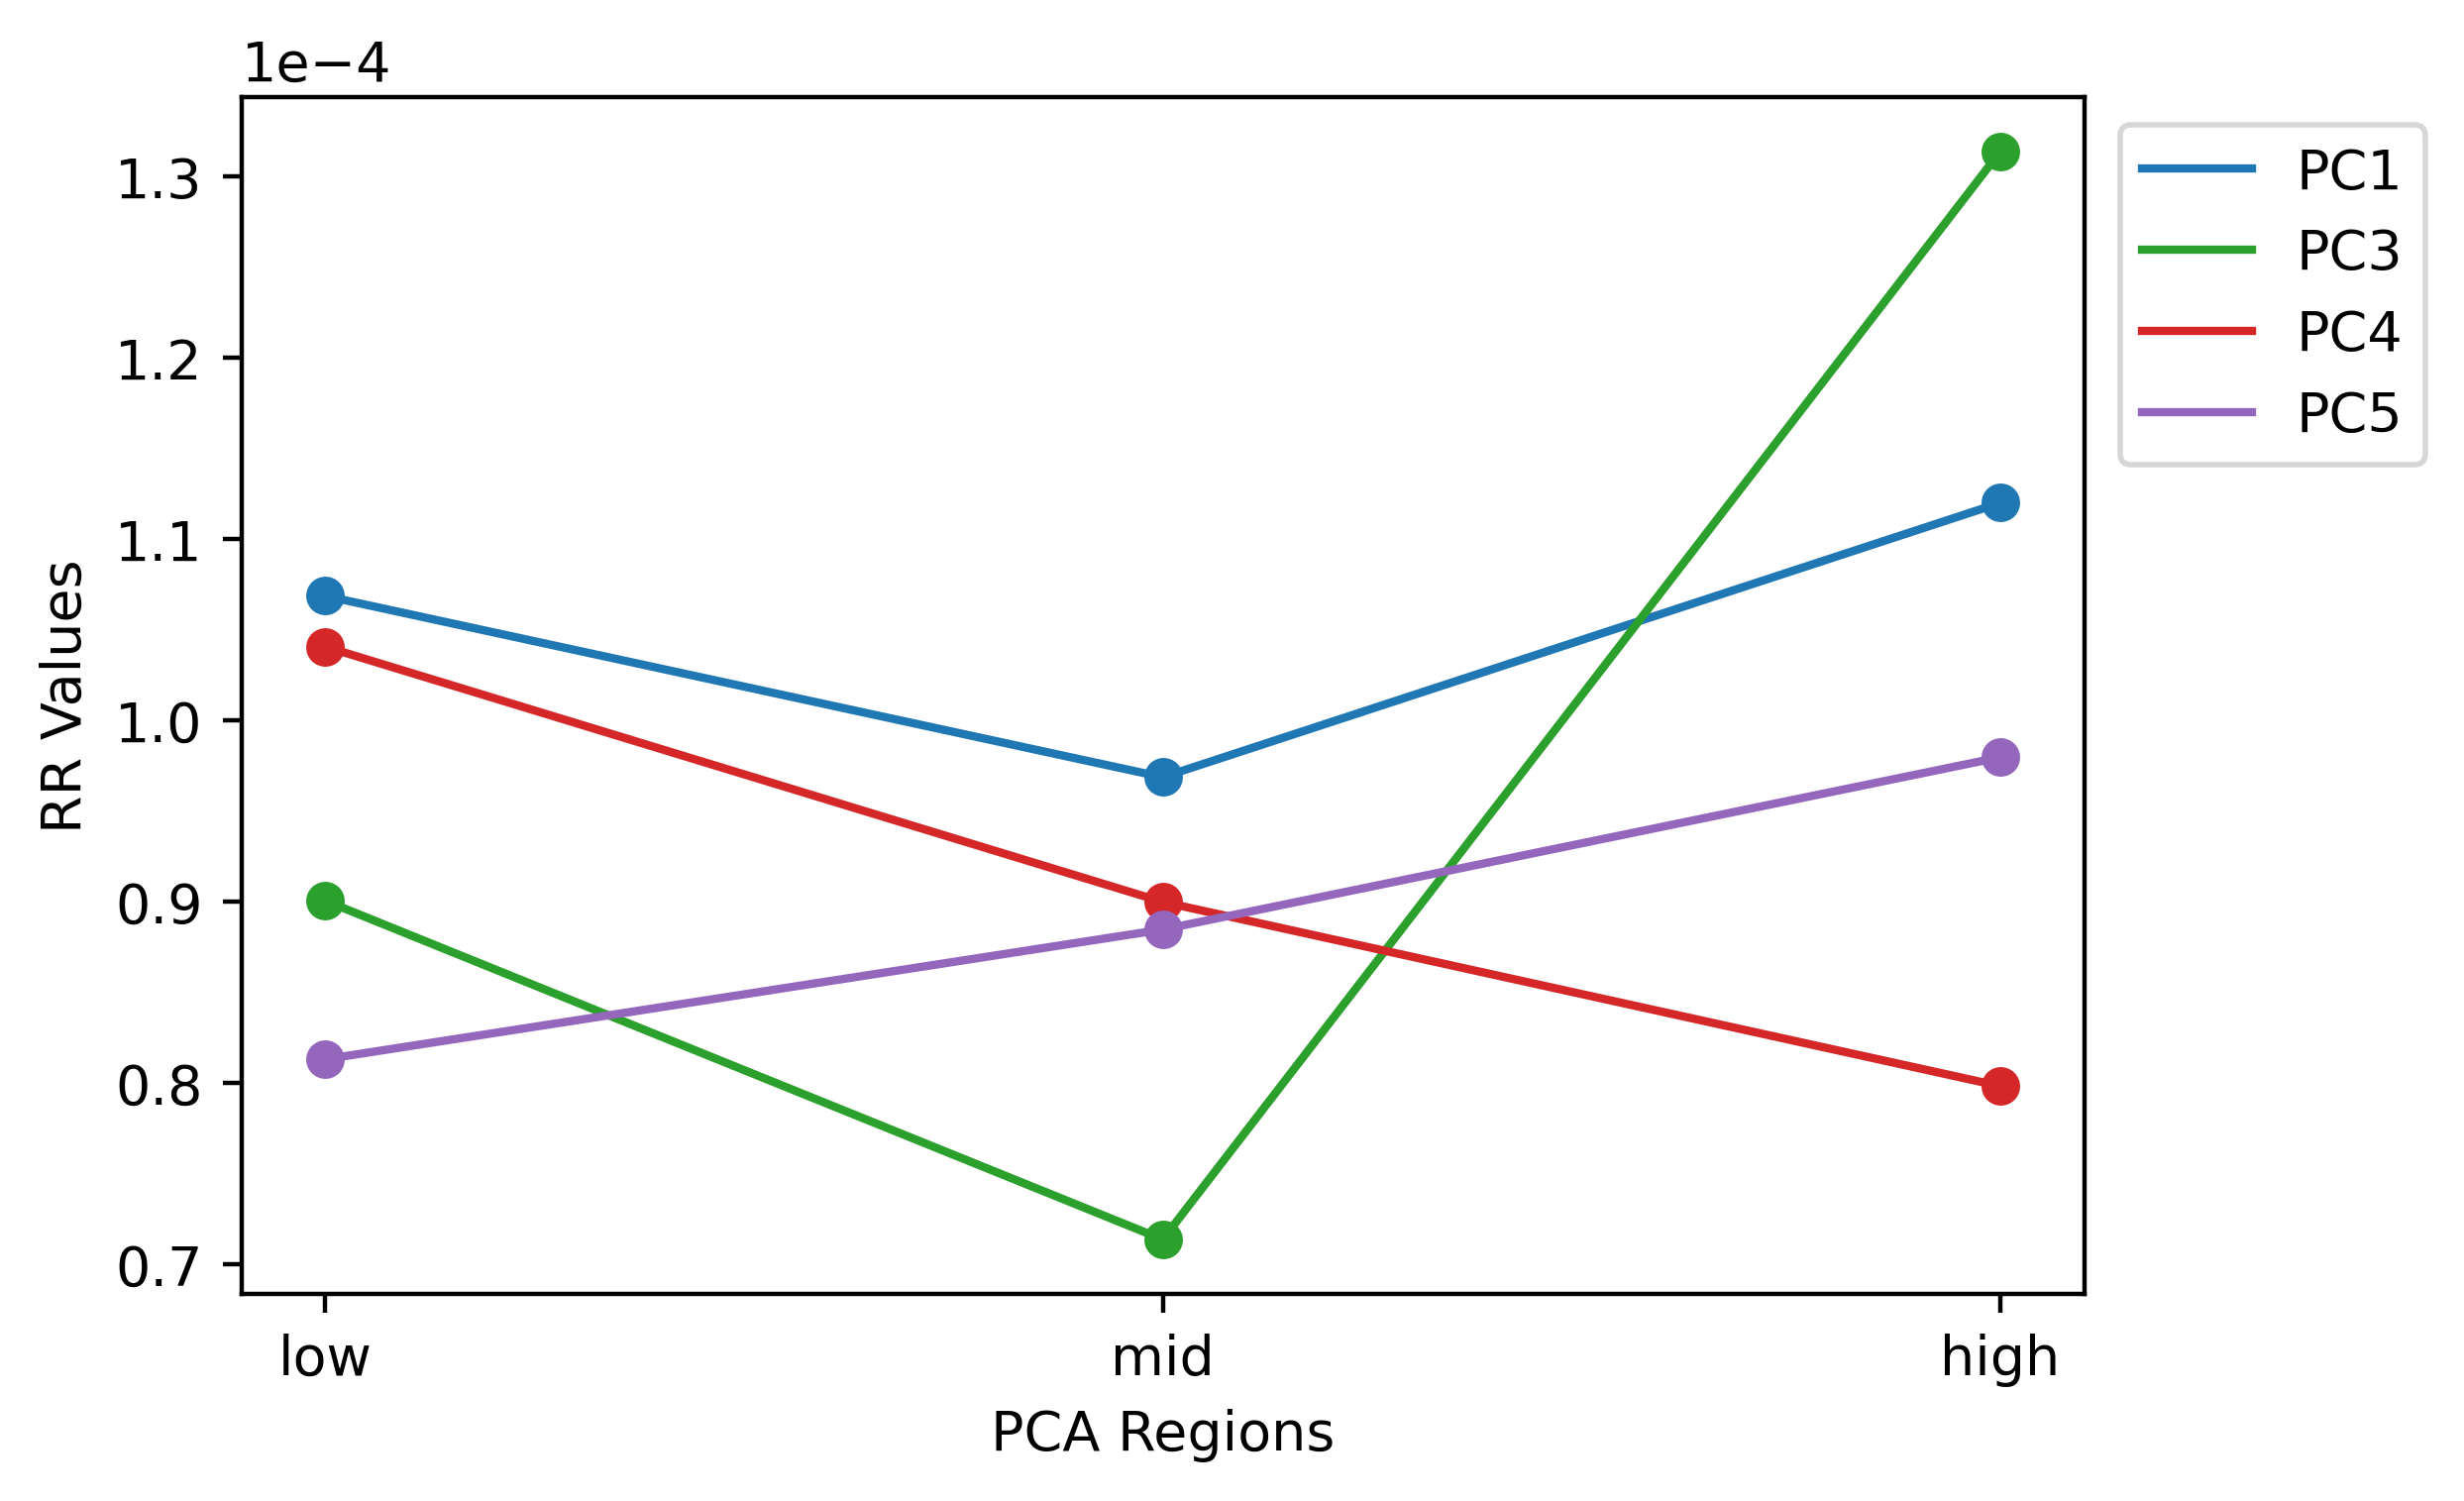 1e−4
1.3
1.2
1.1
1.0
0.9
0.8
0.7
RR Values
low
mid
high
PCA Regions
PC1
PC3
PC4
PC5